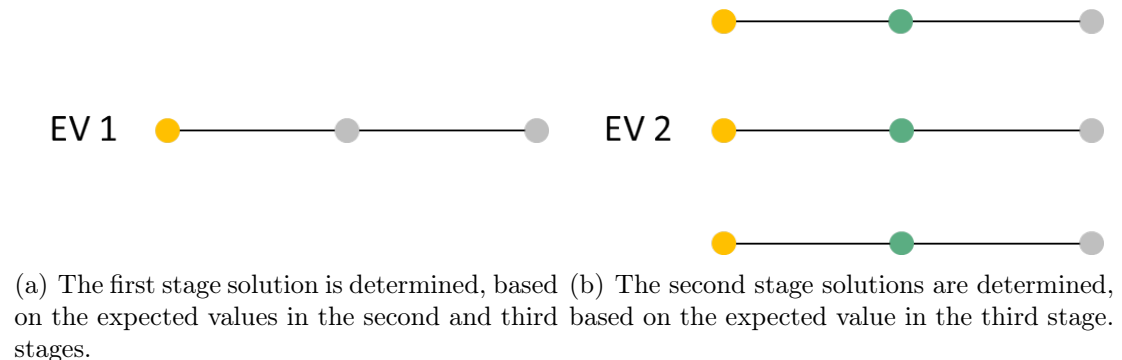 EV 1
EV 2
(a) The first stage solution is determined, based
on the expected values in the second and third
stages.
(b) The second stage solutions are determined,
based on the expected value in the third stage.